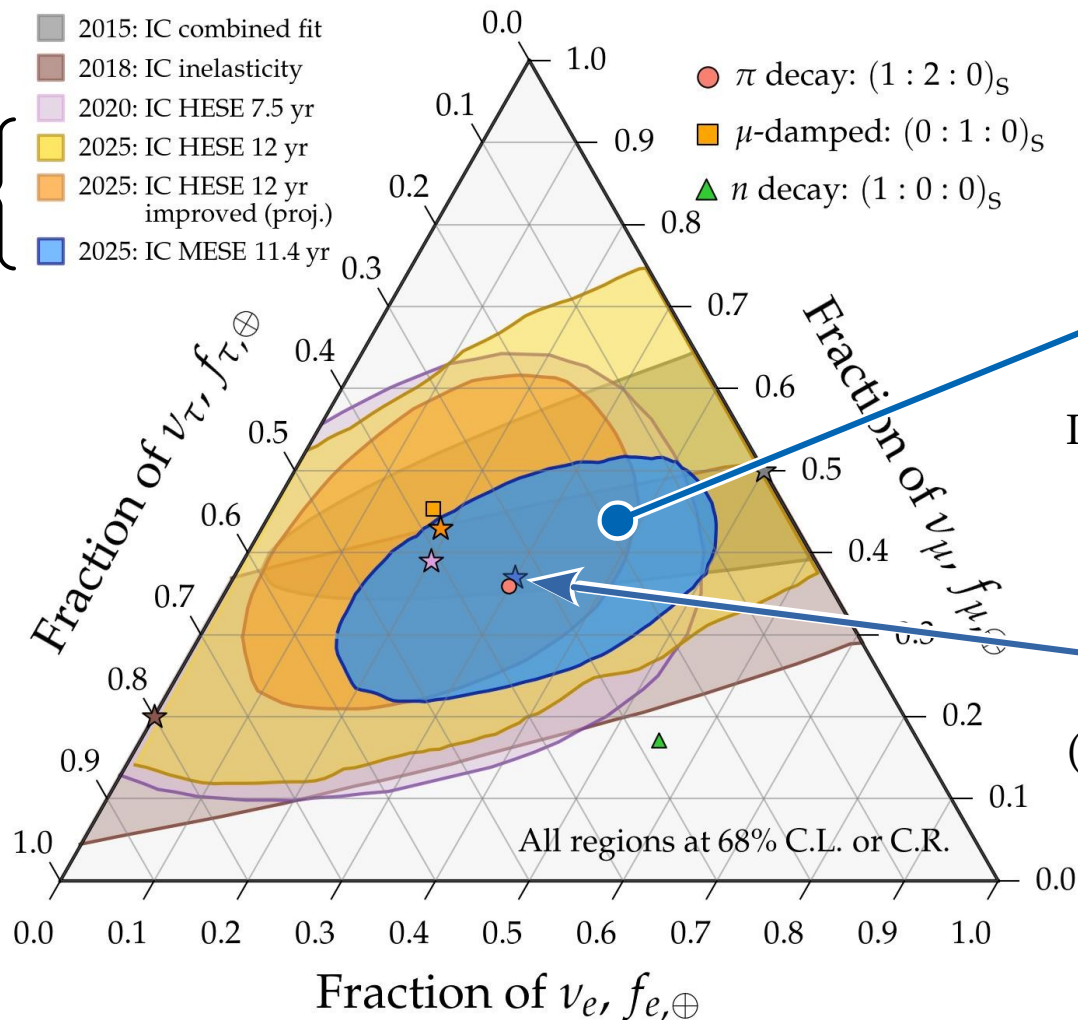 2015: IC combined fit
2018: IC inelasticity
2020: IC HESE 7.5 yr
2025: IC HESE 12 yr
2025: IC HESE 12 yr
improved (proj.)
2025: IC MESE 11.4 yr
π decay: (1 : 2 : 0)S
μ-damped: (0 : 1 : 0)S
n decay: (1 : 0 : 0)S
Fraction of ντ, fτ,⊕
0.0
0.1
0.2
0.3
0.4
0.5
0.6
0.7
0.8
0.9
1.0
Fraction of νμ, fμ,⊕
1.0
0.9
0.8
0.7
0.6
0.5
0.4
0.3
0.2
0.1
0.0
All regions at 68% C.L. or C.R.
0.0 0.1 0.2 0.3 0.4 0.5 0.6 0.7 0.8 0.9 1.0
Fraction of νe, fe,⊕
(